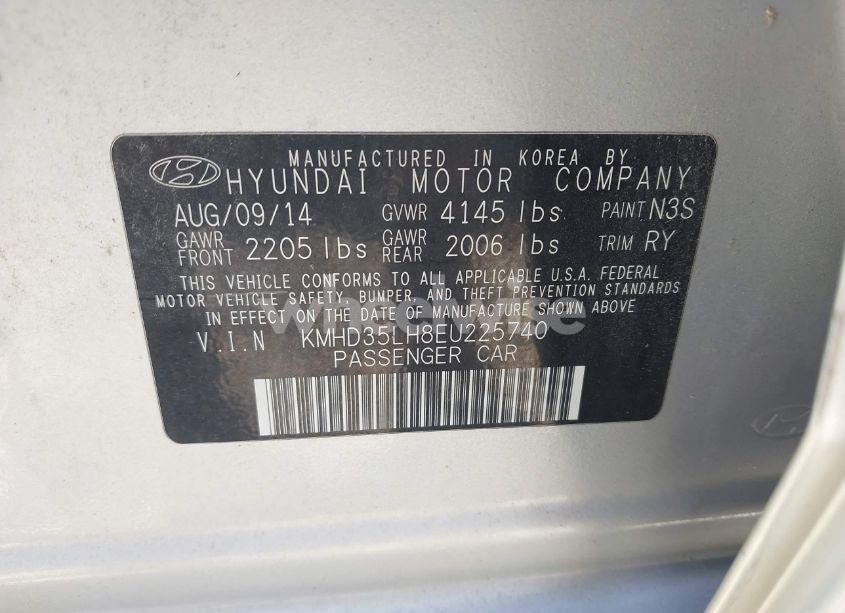 MANUFACTURED IN KOREA BY
HYUNDAI MOTOR COMPANY
AUG/09/14 GVWR 4145 lbs PAINT N3S
GAWR FRONT 2205 lbs GAWR REAR 2006 lbs TRIM RY
THIS VEHICLE CONFORMS TO ALL APPLICABLE U.S.A. FEDERAL
MOTOR VEHICLE SAFETY, BUMPER, AND THEFT PREVENTION STANDARDS
IN EFFECT ON THE DATE OF MANUFACTURE SHOWN ABOVE
V.I.N KMHD35LH8EU225740
PASSENGER CAR